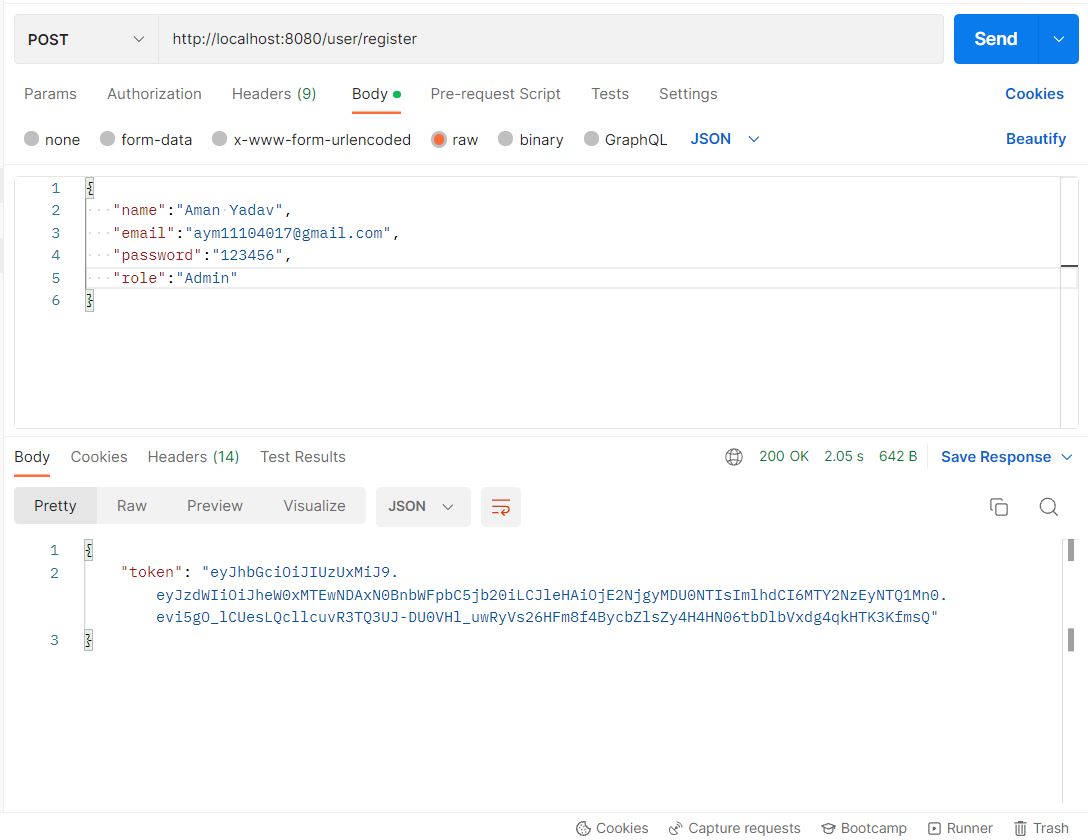 POST http://localhost:8080/user/register Send
Params Authorization Headers (9) Body Pre-request Script Tests Settings Cookies
none form-data x-www-form-urlencoded raw binary GraphQL JSON Beautify
1 {
2 "name":"Aman Yadav",
3 "email":"aym11104017@gmail.com",
4 "password":"123456",
5 "role":"Admin"
6 }
Body Cookies Headers (14) Test Results 200 OK 2.05 s 642 B Save Response
Pretty Raw Preview Visualize JSON
1 {
2 "token": "eyJhbGciOiJIUzUxMiJ9.
eyJzdWIiOiJheW0xMTEwNDAxN0BnbWFpbC5jb20iLCJleHAiOjE2NjgyMDU0NTIsImlhdCI6MTY2NzEyNTQ1Mn0.
evi5gO_lCUesLQcllcuvR3TQ3UJ-DU0VHl_uwRyVs26HFm8f4BycbZlsZy4H4HN06tbDlbVxdg4qkHTK3KfmsQ"
3 }
Cookies Capture requests Bootcamp Runner Trash